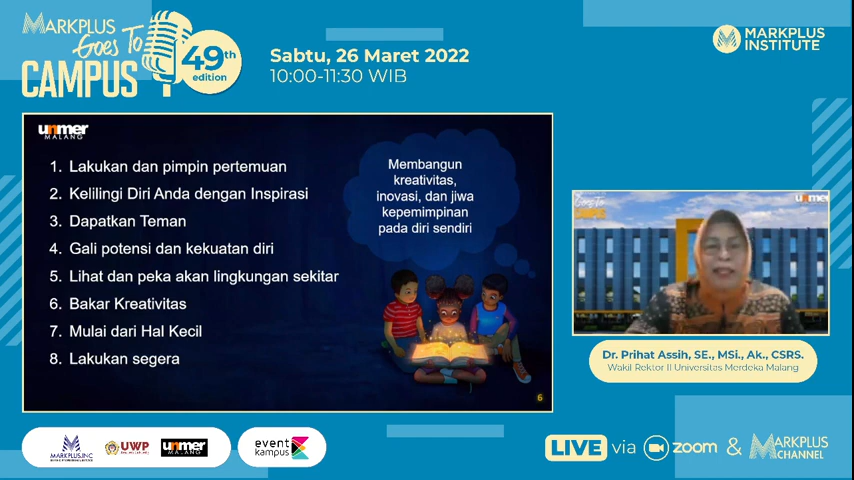 MARKPLUS
Goes To
CAMPUS
49th
edition
Sabtu, 26 Maret 2022
10:00-11:30 WIB
MARKPLUS
INSTITUTE
unmer
MALANG
1. Lakukan dan pimpin pertemuan
2. Kelilingi Diri Anda dengan Inspirasi
3. Dapatkan Teman
4. Gali potensi dan kekuatan diri
5. Lihat dan peka akan lingkungan sekitar
6. Bakar Kreativitas
7. Mulai dari Hal Kecil
8. Lakukan segera
Membangun
kreativitas,
inovasi, dan jiwa
kepemimpinan
pada diri sendiri
6
Goes To
CAMPUS
unmer
Dr. Prihat Assih, SE., MSi., Ak., CSRS.
Wakil Rektor II Universitas Merdeka Malang
MARKPLUS,INC
UWP
unmer
MALANG
event
kampus
LIVE via zoom & MARKPLUS
CHANNEL